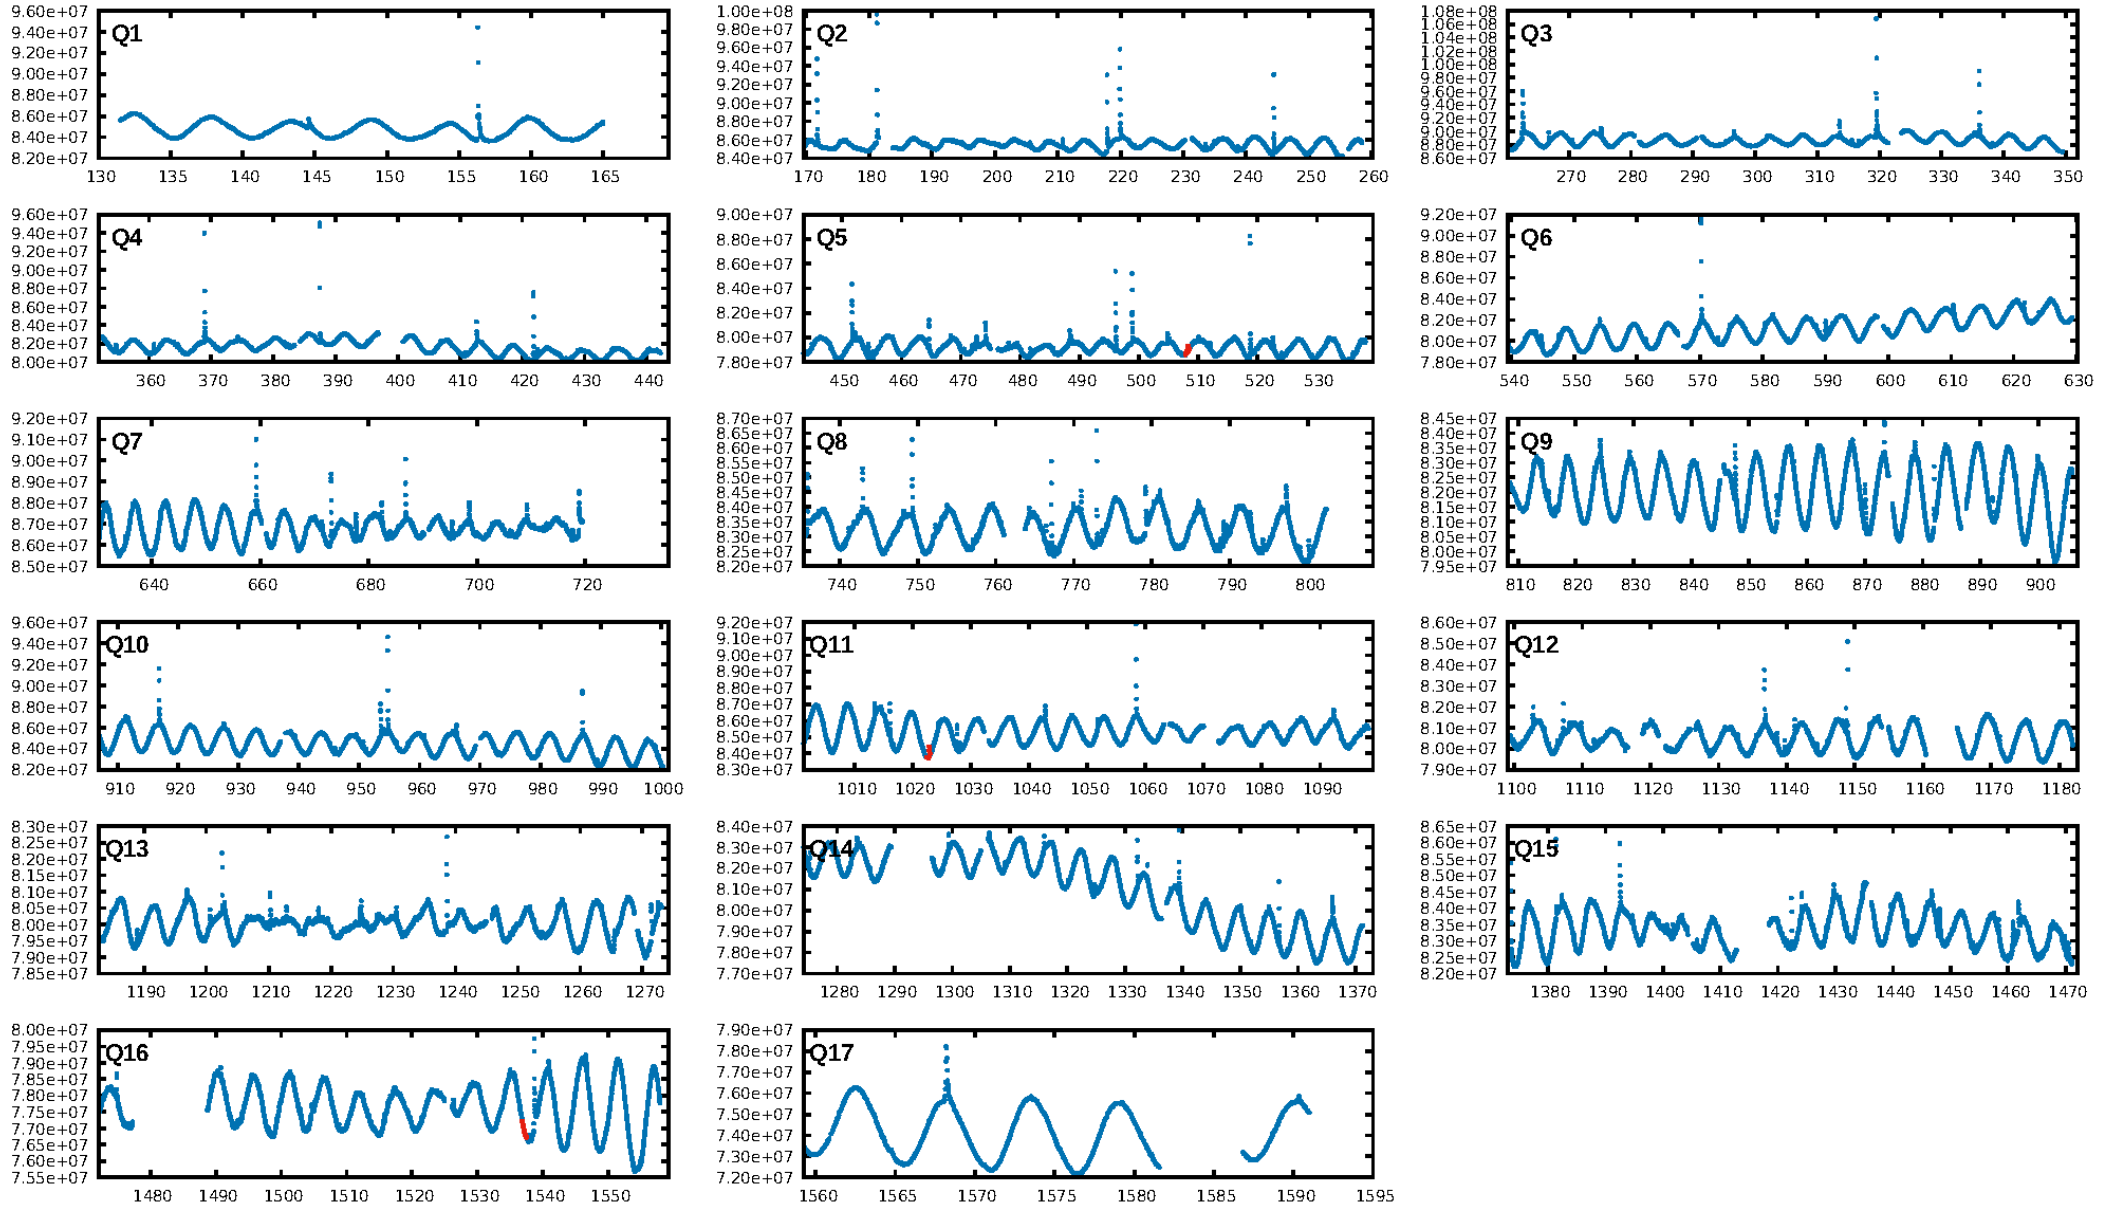 9.60e+07
9.40e+07
9.20e+07
9.00e+07
8.80e+07
8.60e+07
8.40e+07
8.20e+07
Q1
130 135 140 145 150 155 160 165
1.00e+08
9.80e+07
9.60e+07
9.40e+07
9.20e+07
9.00e+07
8.80e+07
8.60e+07
8.40e+07
Q2
170 180 190 200 210 220 230 240 250 260
1.08e+08
1.06e+08
1.04e+08
1.02e+08
1.00e+08
9.80e+07
9.60e+07
9.40e+07
9.20e+07
9.00e+07
8.80e+07
8.60e+07
Q3
270 280 290 300 310 320 330 340 350
9.60e+07
9.40e+07
9.20e+07
9.00e+07
8.80e+07
8.60e+07
8.40e+07
8.20e+07
8.00e+07
Q4
360 370 380 390 400 410 420 430 440
9.00e+07
8.80e+07
8.60e+07
8.40e+07
8.20e+07
8.00e+07
7.80e+07
Q5
450 460 470 480 490 500 510 520 530
9.20e+07
9.00e+07
8.80e+07
8.60e+07
8.40e+07
8.20e+07
8.00e+07
7.80e+07
Q6
540 550 560 570 580 590 600 610 620 630
9.20e+07
9.10e+07
9.00e+07
8.90e+07
8.80e+07
8.70e+07
8.60e+07
8.50e+07
Q7
640 660 680 700 720
8.70e+07
8.65e+07
8.60e+07
8.55e+07
8.50e+07
8.45e+07
8.40e+07
8.35e+07
8.30e+07
8.25e+07
8.20e+07
Q8
740 750 760 770 780 790 800
8.45e+07
8.40e+07
8.35e+07
8.30e+07
8.25e+07
8.20e+07
8.15e+07
8.10e+07
8.05e+07
8.00e+07
7.95e+07
Q9
810 820 830 840 850 860 870 880 890 900
9.60e+07
9.40e+07
9.20e+07
9.00e+07
8.80e+07
8.60e+07
8.40e+07
8.20e+07
Q10
910 920 930 940 950 960 970 980 990 1000
9.20e+07
9.10e+07
9.00e+07
8.90e+07
8.80e+07
8.70e+07
8.60e+07
8.50e+07
8.40e+07
8.30e+07
Q11
1010 1020 1030 1040 1050 1060 1070 1080 1090
8.60e+07
8.50e+07
8.40e+07
8.30e+07
8.20e+07
8.10e+07
8.00e+07
7.90e+07
Q12
1100 1110 1120 1130 1140 1150 1160 1170 1180
8.30e+07
8.25e+07
8.20e+07
8.15e+07
8.10e+07
8.05e+07
8.00e+07
7.95e+07
7.90e+07
7.85e+07
Q13
1190 1200 1210 1220 1230 1240 1250 1260 1270
8.40e+07
8.30e+07
8.20e+07
8.10e+07
8.00e+07
7.90e+07
7.80e+07
7.70e+07
Q14
1280 1290 1300 1310 1320 1330 1340 1350 1360 1370
8.65e+07
8.60e+07
8.55e+07
8.50e+07
8.45e+07
8.40e+07
8.35e+07
8.30e+07
8.25e+07
8.20e+07
Q15
1380 1390 1400 1410 1420 1430 1440 1450 1460 1470
8.00e+07
7.95e+07
7.90e+07
7.85e+07
7.80e+07
7.75e+07
7.70e+07
7.65e+07
7.60e+07
7.55e+07
Q16
1480 1490 1500 1510 1520 1530 1540 1550
7.90e+07
7.80e+07
7.70e+07
7.60e+07
7.50e+07
7.40e+07
7.30e+07
7.20e+07
Q17
1560 1565 1570 1575 1580 1585 1590 1595